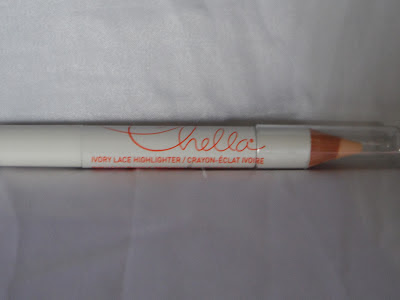 Chella
IVORY LACE HIGHLIGHTER / CRAYON-ÉCLAT IVOIRE